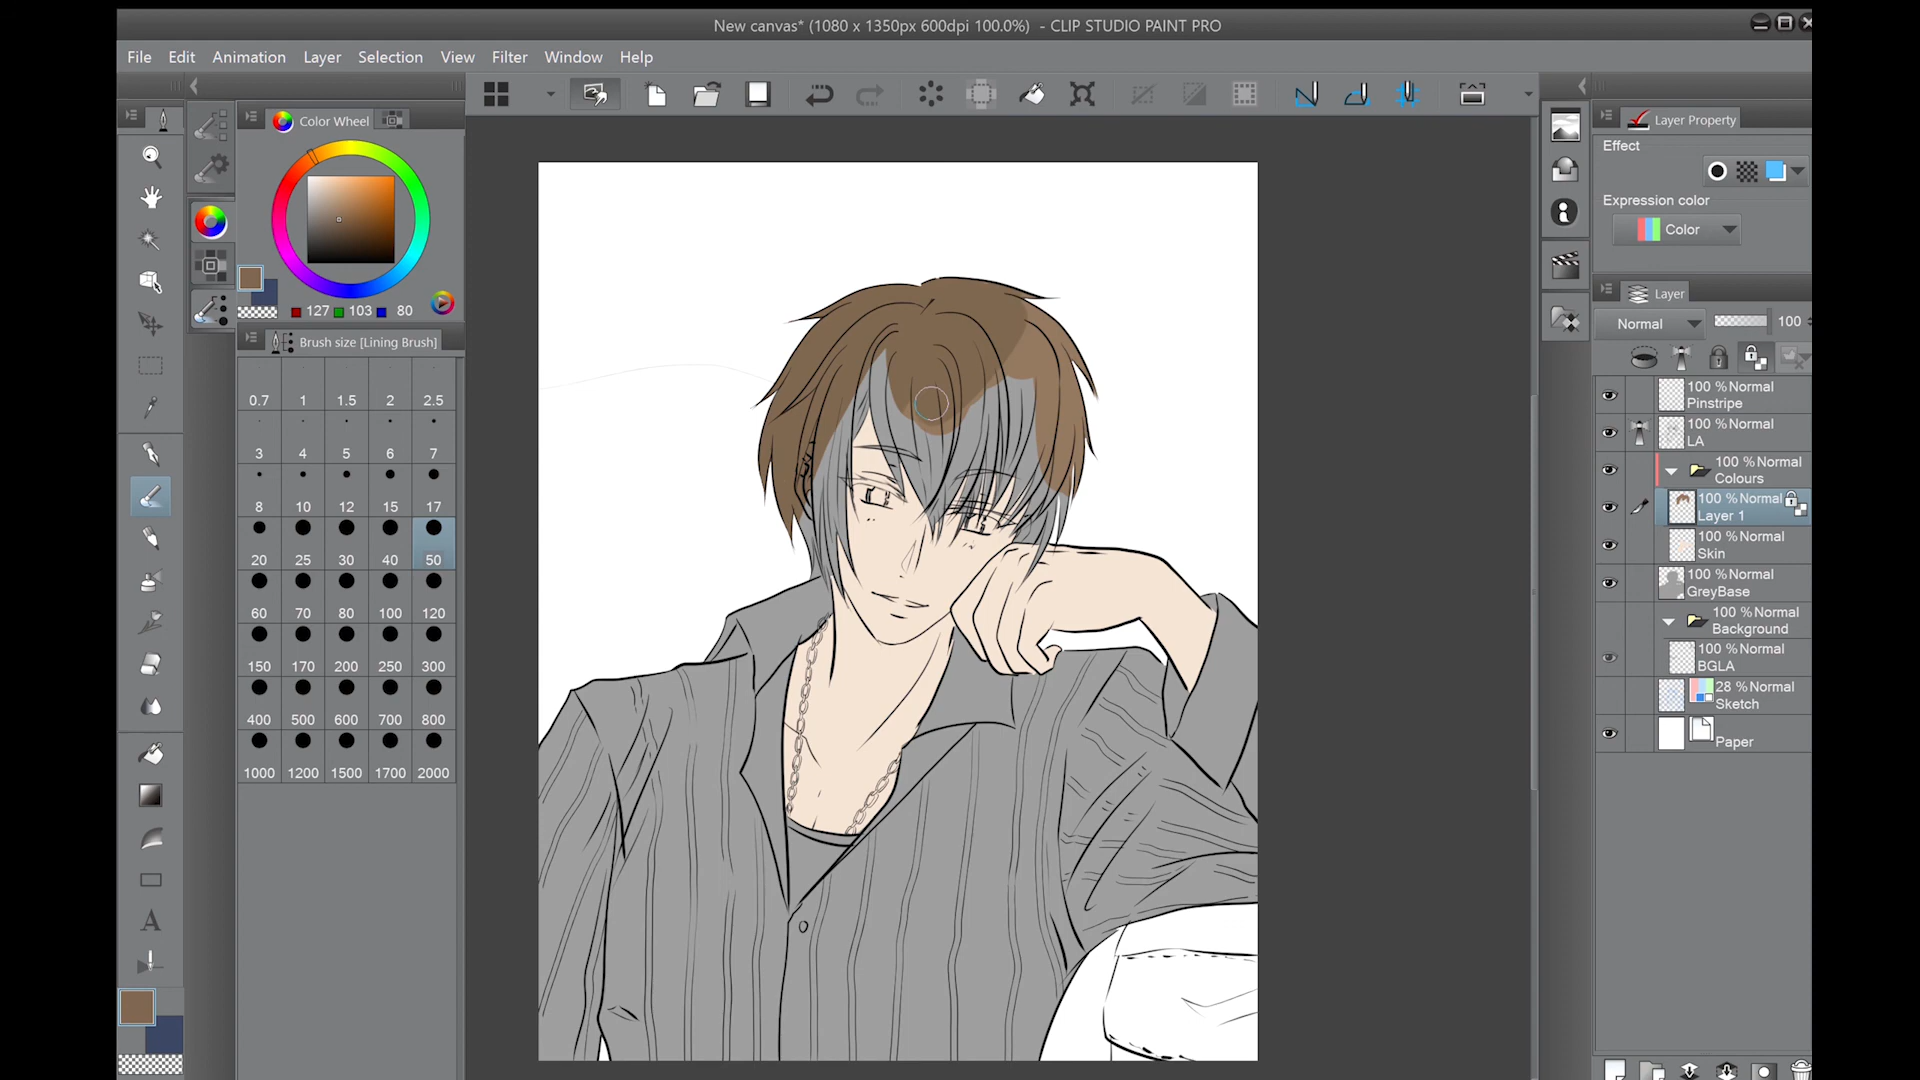 New canvas* (1080 x 1350px 600dpi 100.0%) - CLIP STUDIO PAINT PRO
File Edit Animation Layer Selection View Filter Window Help
Color Wheel
127 103 80
Brush size [Lining Brush]
0.7 1 1.5 2 2.5
3 4 5 6 7
8 10 12 15 17
20 25 30 40 50
60 70 80 100 120
150 170 200 250 300
400 500 600 700 800
1000 1200 1500 1700 2000
A
Layer Property
Effect
Expression color
Color
Layer
Normal 100
100 % Normal
Pinstripe
100 % Normal
LA
100 % Normal
Colours
100 % Normal
Layer 1
100 % Normal
Skin
100 % Normal
GreyBase
100 % Normal
Background
100 % Normal
BGLA
28 % Normal
Sketch
Paper